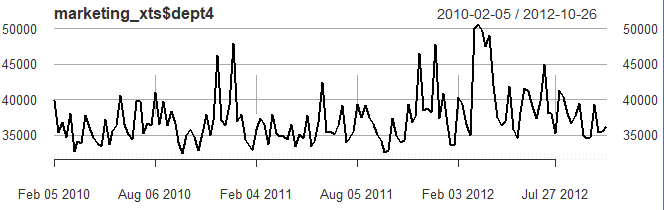 marketing_xts$dept4 2010-02-05 / 2012-10-26
50000 50000
45000 45000
40000 40000
35000 35000
Feb 05 2010 Aug 06 2010 Feb 04 2011 Aug 05 2011 Feb 03 2012 Jul 27 2012